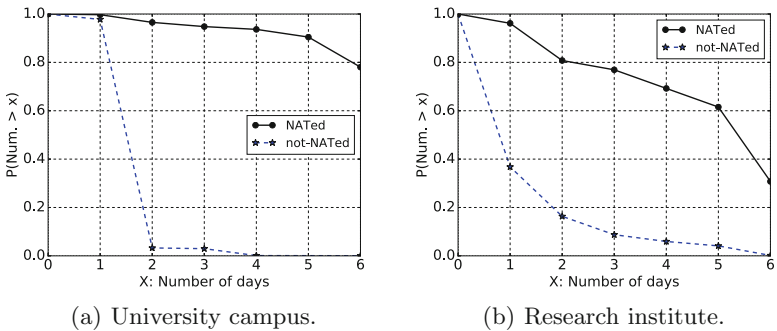 1.0
0.8
0.6
0.4
0.2
0.0
P(Num. > x)
NATed
not-NATed
0 1 2 3 4 5 6
X: Number of days
(a) University campus.
1.0
0.8
0.6
0.4
0.2
0.0
P(Num. > x)
NATed
not-NATed
0 1 2 3 4 5 6
X: Number of days
(b) Research institute.